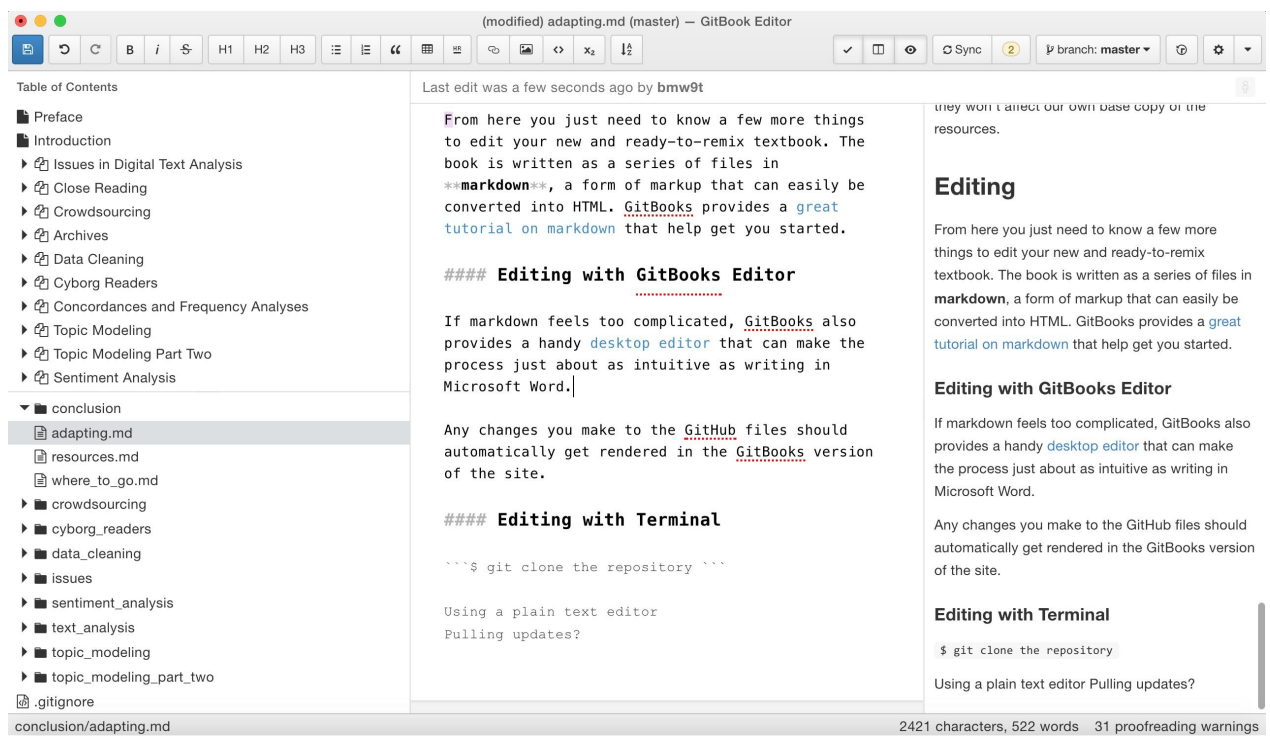 (modified) adapting.md (master) — GitBook Editor
B i S H1 H2 H3 HR x₂ Sync 2 branch: master
Table of Contents
Preface
Introduction
Issues in Digital Text Analysis
Close Reading
Crowdsourcing
Archives
Data Cleaning
Cyborg Readers
Concordances and Frequency Analyses
Topic Modeling
Topic Modeling Part Two
Sentiment Analysis
conclusion
adapting.md
resources.md
where_to_go.md
crowdsourcing
cyborg_readers
data_cleaning
issues
sentiment_analysis
text_analysis
topic_modeling
topic_modeling_part_two
.gitignore
Last edit was a few seconds ago by bmw9t
From here you just need to know a few more things
to edit your new and ready-to-remix textbook. The
book is written as a series of files in
**markdown**, a form of markup that can easily be
converted into HTML. GitBooks provides a great
tutorial on markdown that help get you started.
#### Editing with GitBooks Editor
If markdown feels too complicated, GitBooks also
provides a handy desktop editor that can make the
process just about as intuitive as writing in
Microsoft Word.
Any changes you make to the GitHub files should
automatically get rendered in the GitBooks version
of the site.
#### Editing with Terminal
```$ git clone the repository ```
Using a plain text editor
Pulling updates?
they won't affect our own base copy of the
resources.
Editing
From here you just need to know a few more
things to edit your new and ready-to-remix
textbook. The book is written as a series of files in
markdown, a form of markup that can easily be
converted into HTML. GitBooks provides a great
tutorial on markdown that help get you started.
Editing with GitBooks Editor
If markdown feels too complicated, GitBooks also
provides a handy desktop editor that can make
the process just about as intuitive as writing in
Microsoft Word.
Any changes you make to the GitHub files should
automatically get rendered in the GitBooks version
of the site.
Editing with Terminal
$ git clone the repository
Using a plain text editor Pulling updates?
conclusion/adapting.md
2421 characters, 522 words 31 proofreading warnings